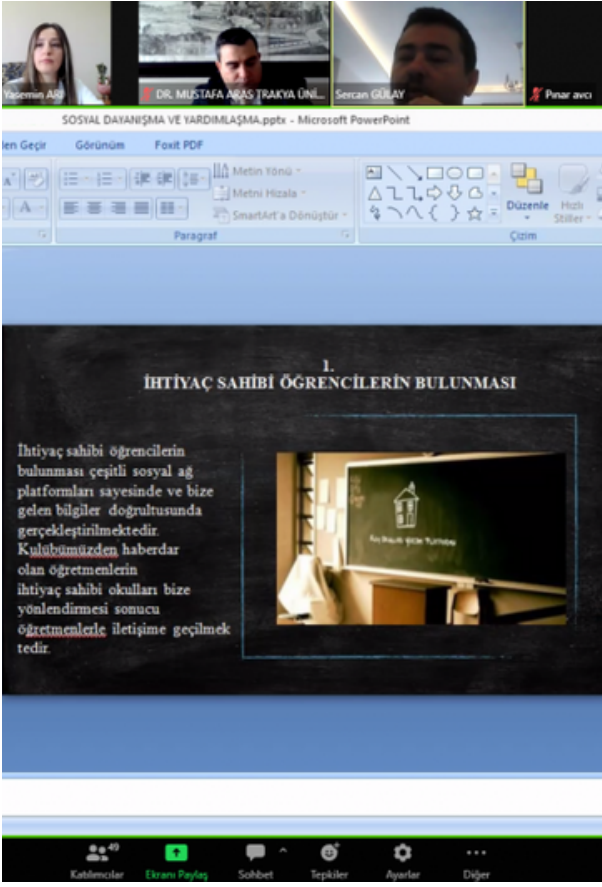 Yasemin ARI
DR. MUSTAFA ARAS TRAKYA ÜNİ...
Sercan GÜLAY
Pınar avcı
SOSYAL DAYANIŞMA VE YARDIMLAŞMA.pptx - Microsoft PowerPoint
den Geçir Görünüm Foxit PDF
Metin Yönü
Metni Hizala
SmartArt'a Dönüştür
Düzenle
Hızlı
Stiller
Paragraf
Çizim
1.
İHTİYAÇ SAHİBİ ÖĞRENCİLERİN BULUNMASI
İhtiyaç sahibi öğrencilerin
bulunması çeşitli sosyal ağ
platformları sayesinde ve bize
gelen bilgiler doğrultusunda
gerçekleştirilmektedir.
Kulübümüzden haberdar
olan öğretmenlerin
ihtiyaç sahibi okulları bize
yönlendirmesi sonucu
öğretmenlerle iletişime geçilmek
tedir.
49
Katılımcılar
Ekranı Paylaş
Sohbet
Tepkiler
Ayarlar
Diğer